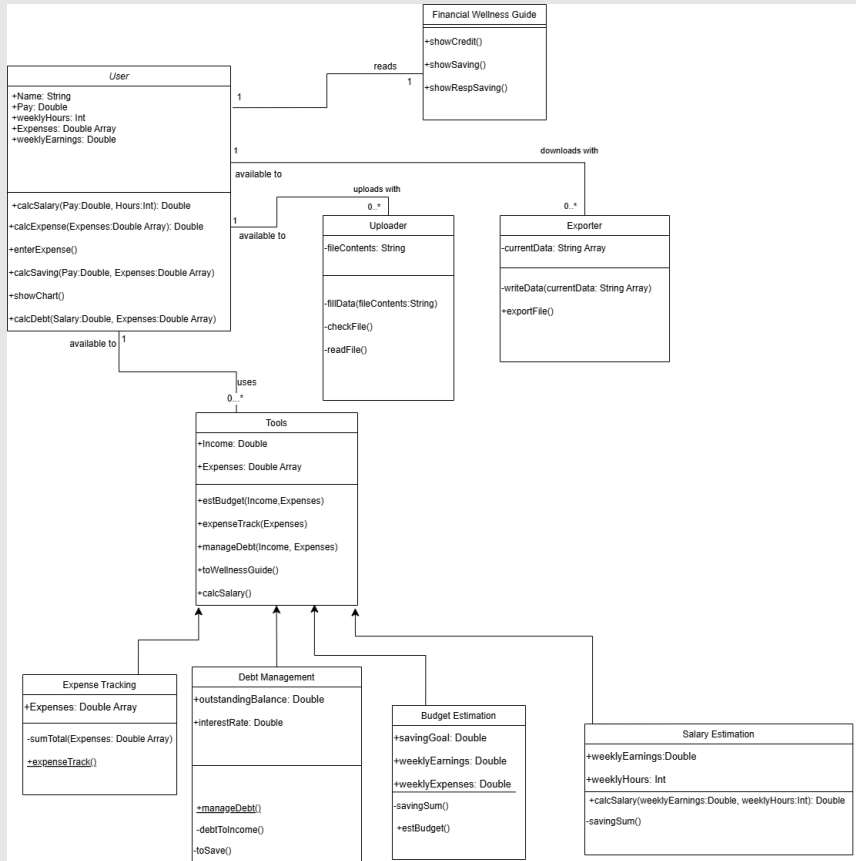 Financial Wellness Guide
+showCredit()
+showSaving()
+showRespSaving()
reads
1
1
User
+Name: String
+Pay: Double
+weeklyHours: Int
+Expenses: Double Array
+weeklyEarnings: Double
+calcSalary(Pay:Double, Hours:Int): Double
+calcExpense(Expenses:Double Array): Double
+enterExpense()
+calcSaving(Pay:Double, Expenses:Double Array)
+showChart()
+calcDebt(Salary:Double, Expenses:Double Array)
1
downloads with
available to
0..*
uploads with
0..*
1
available to
Uploader
-fileContents: String
-fillData(fileContents:String)
-checkFile()
-readFile()
Exporter
-currentData: String Array
-writeData(currentData: String Array)
+exportFile()
available to
1
uses
0...*
Tools
+Income: Double
+Expenses: Double Array
+estBudget(Income,Expenses)
+expenseTrack(Expenses)
+manageDebt(Income, Expenses)
+toWellnessGuide()
+calcSalary()
Expense Tracking
+Expenses: Double Array
-sumTotal(Expenses: Double Array)
+expenseTrack()
Debt Management
+outstandingBalance: Double
+interestRate: Double
+manageDebt()
-debtToIncome()
-toSave()
Budget Estimation
+savingGoal: Double
+weeklyEarnings: Double
+weeklyExpenses: Double
-savingSum()
+estBudget()
Salary Estimation
+weeklyEarnings:Double
+weeklyHours: Int
+calcSalary(weeklyEarnings:Double, weeklyHours:Int): Double
-savingSum()